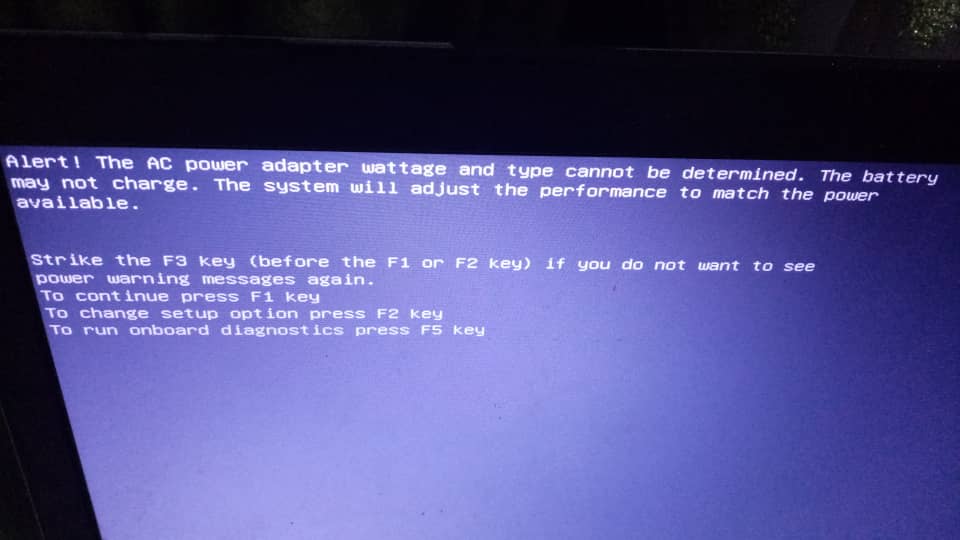 Alert! The AC power adapter wattage and type cannot be determined. The battery
may not charge. The system will adjust the performance to match the power
available.
Strike the F3 key (before the F1 or F2 key) if you do not want to see
power warning messages again.
To continue press F1 key
To change setup option press F2 key
To run onboard diagnostics press F5 key